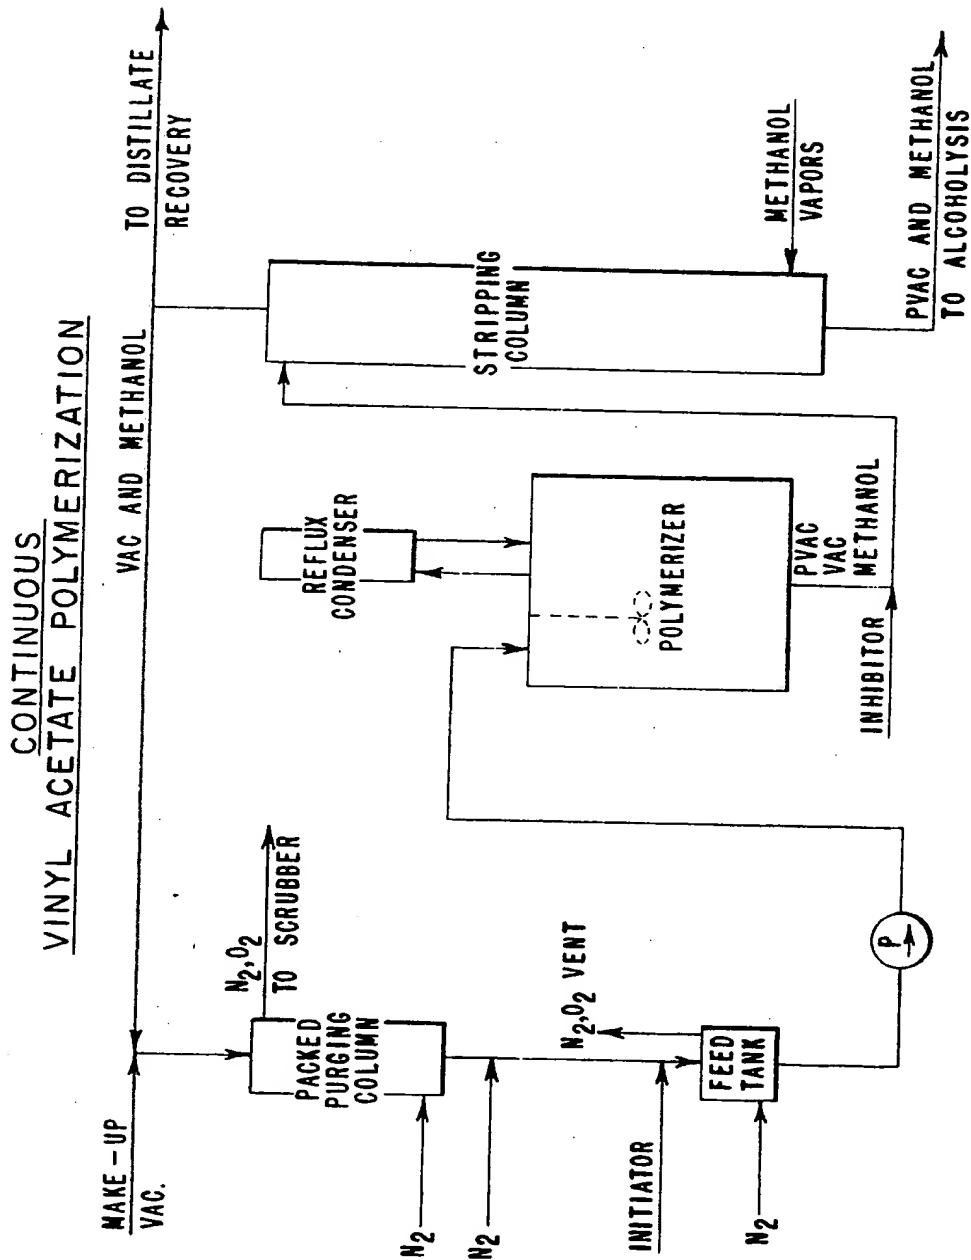 CONTINUOUS
VINYL ACETATE POLYMERIZATION
MAKE-UP
VAC.
VAC AND METHANOL
TO DISTILLATE
RECOVERY
N2,O2
TO SCRUBBER
PACKED
PURGING
COLUMN
N2
N2
INITIATOR
N2,O2 VENT
FEED
TANK
N2
P
REFLUX
CONDENSER
POLYMERIZER
PVAC
VAC
METHANOL
INHIBITOR
STRIPPING
COLUMN
METHANOL
VAPORS
PVAC AND METHANOL
TO ALCOHOLYSIS